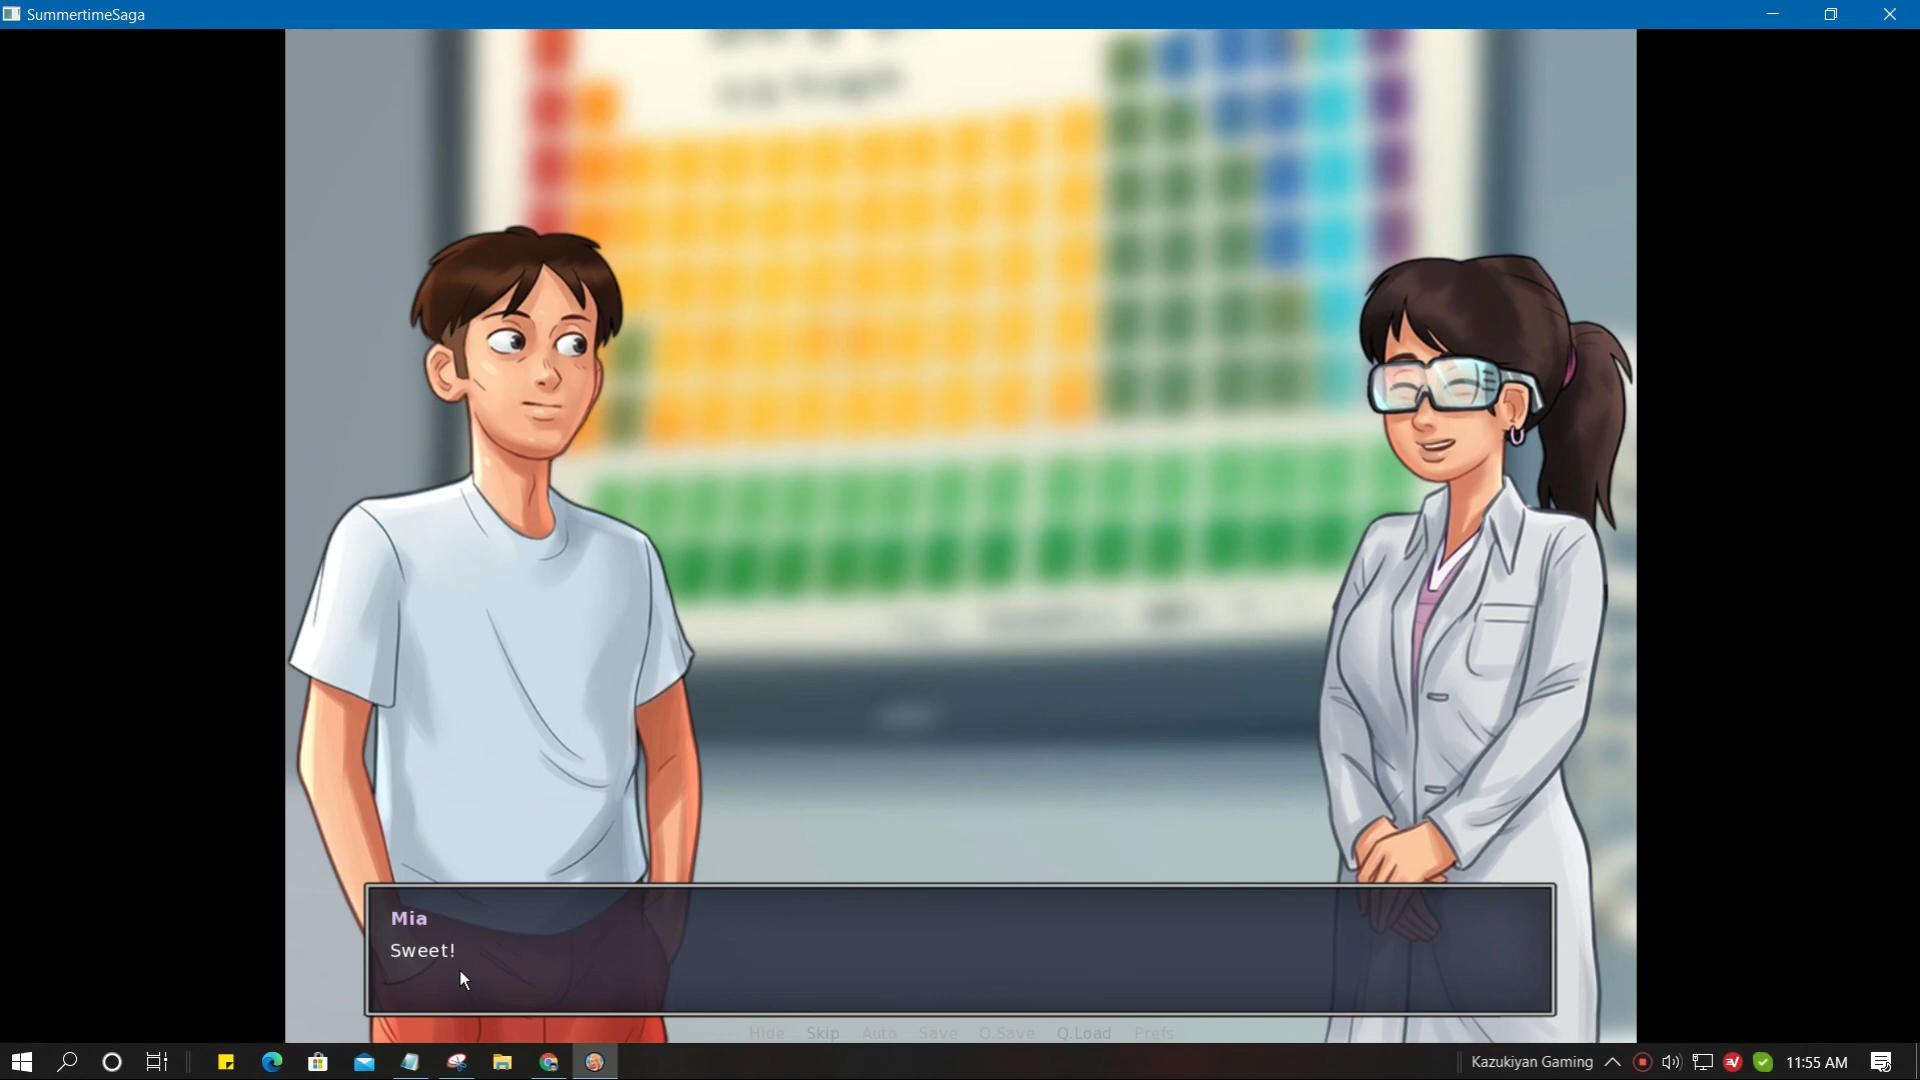 SummertimeSaga
Mia
Sweet!
Hide Skip Auto Save Q.Save Q.Load Prefs
Kazukiyan Gaming 11:55 AM